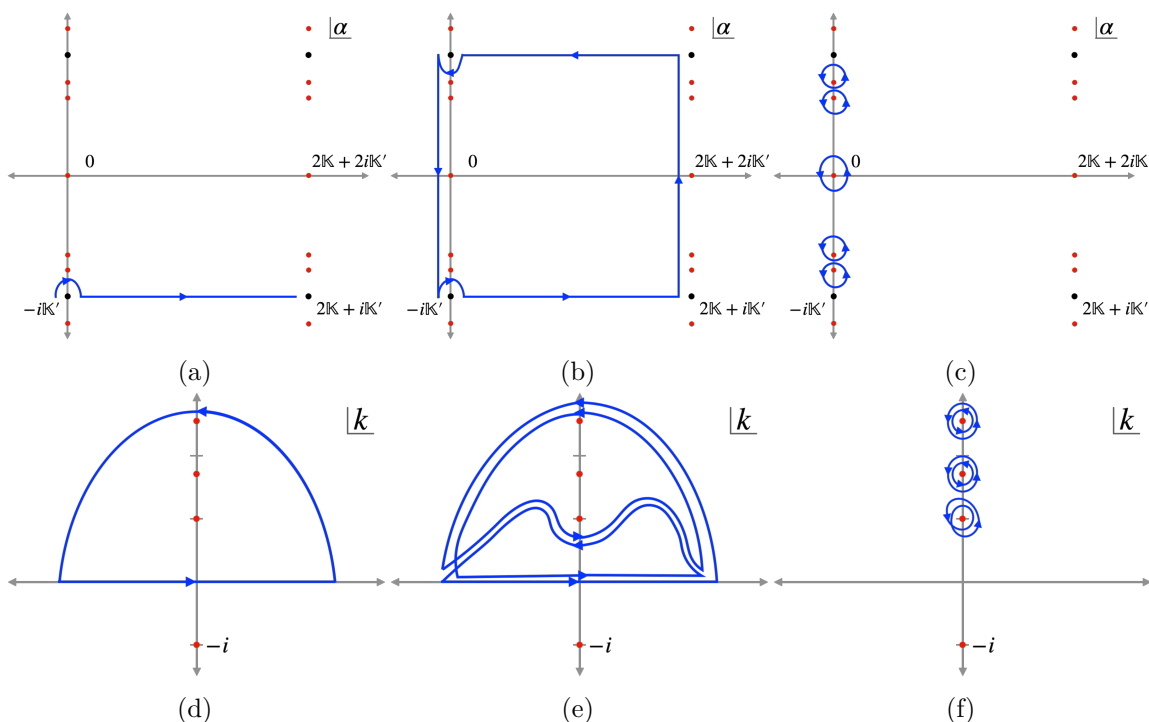 α α α
0 2𝕂 + 2i𝕂′ 0 2𝕂 + 2i𝕂′ 0 2𝕂 + 2i𝕂
−i𝕂′ 2𝕂 + i𝕂′ −i𝕂′ 2𝕂 + i𝕂′ −i𝕂′ 2𝕂 + i𝕂′
(a) (b) (c)
k k k
−i −i
(d) (e) (f)